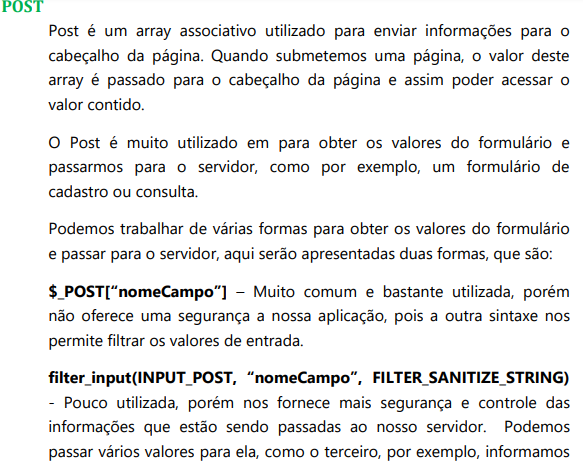 POST
Post é um array associativo utilizado para enviar informações para o
cabeçalho da página. Quando submetemos uma página, o valor deste
array é passado para o cabeçalho da página e assim poder acessar o
valor contido.
O Post é muito utilizado em para obter os valores do formulário e
passarmos para o servidor, como por exemplo, um formulário de
cadastro ou consulta.
Podemos trabalhar de várias formas para obter os valores do formulário
e passar para o servidor, aqui serão apresentadas duas formas, que são:
$_POST[“nomeCampo”] – Muito comum e bastante utilizada, porém
não oferece uma segurança a nossa aplicação, pois a outra sintaxe nos
permite filtrar os valores de entrada.
filter_input(INPUT_POST, “nomeCampo”, FILTER_SANITIZE_STRING)
- Pouco utilizada, porém nos fornece mais segurança e controle das
informações que estão sendo passadas ao nosso servidor. Podemos
passar vários valores para ela, como o terceiro, por exemplo, informamos